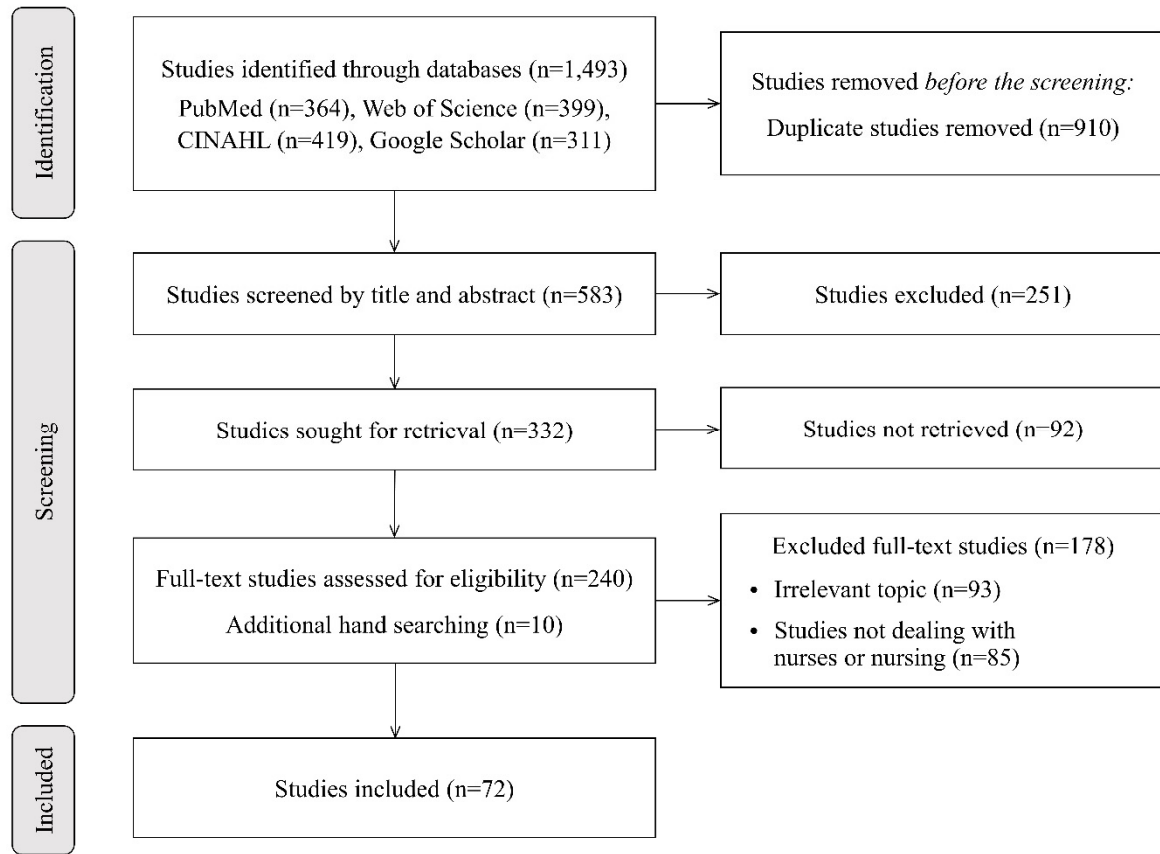 Identification
Studies identified through databases (n=1,493)
PubMed (n=364), Web of Science (n=399),
CINAHL (n=419), Google Scholar (n=311)
Studies removed before the screening:
Duplicate studies removed (n=910)
Screening
Studies screened by title and abstract (n=583)
Studies excluded (n=251)
Studies sought for retrieval (n=332)
Studies not retrieved (n=92)
Full-text studies assessed for eligibility (n=240)
Additional hand searching (n=10)
Excluded full-text studies (n=178)
• Irrelevant topic (n=93)
• Studies not dealing with
nurses or nursing (n=85)
Included
Studies included (n=72)